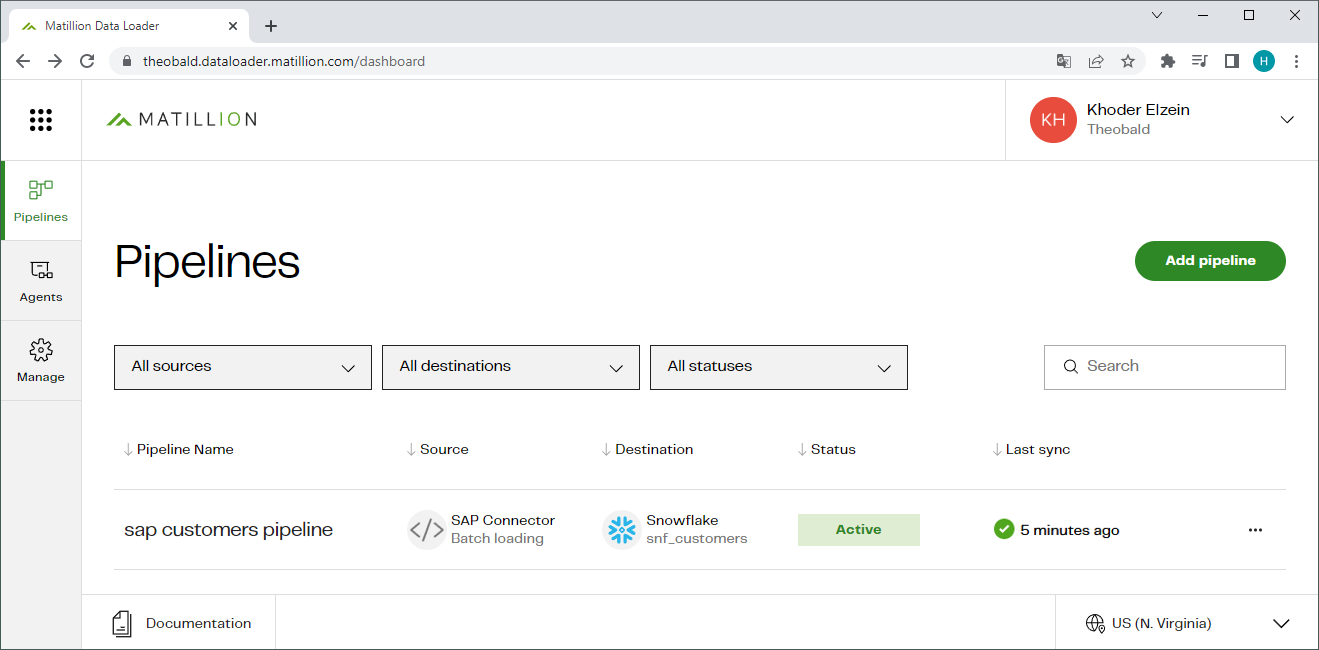 Matillion Data Loader
theobald.dataloader.matillion.com/dashboard
H
MATILLION
KH
Khoder Elzein
Theobald
Pipelines
Agents
Manage
Pipelines
Add pipeline
All sources
All destinations
All statuses
Search
Pipeline Name
Source
Destination
Status
Last sync
sap customers pipeline
</>
SAP Connector
Batch loading
Snowflake
snf_customers
Active
5 minutes ago
Documentation
US (N. Virginia)